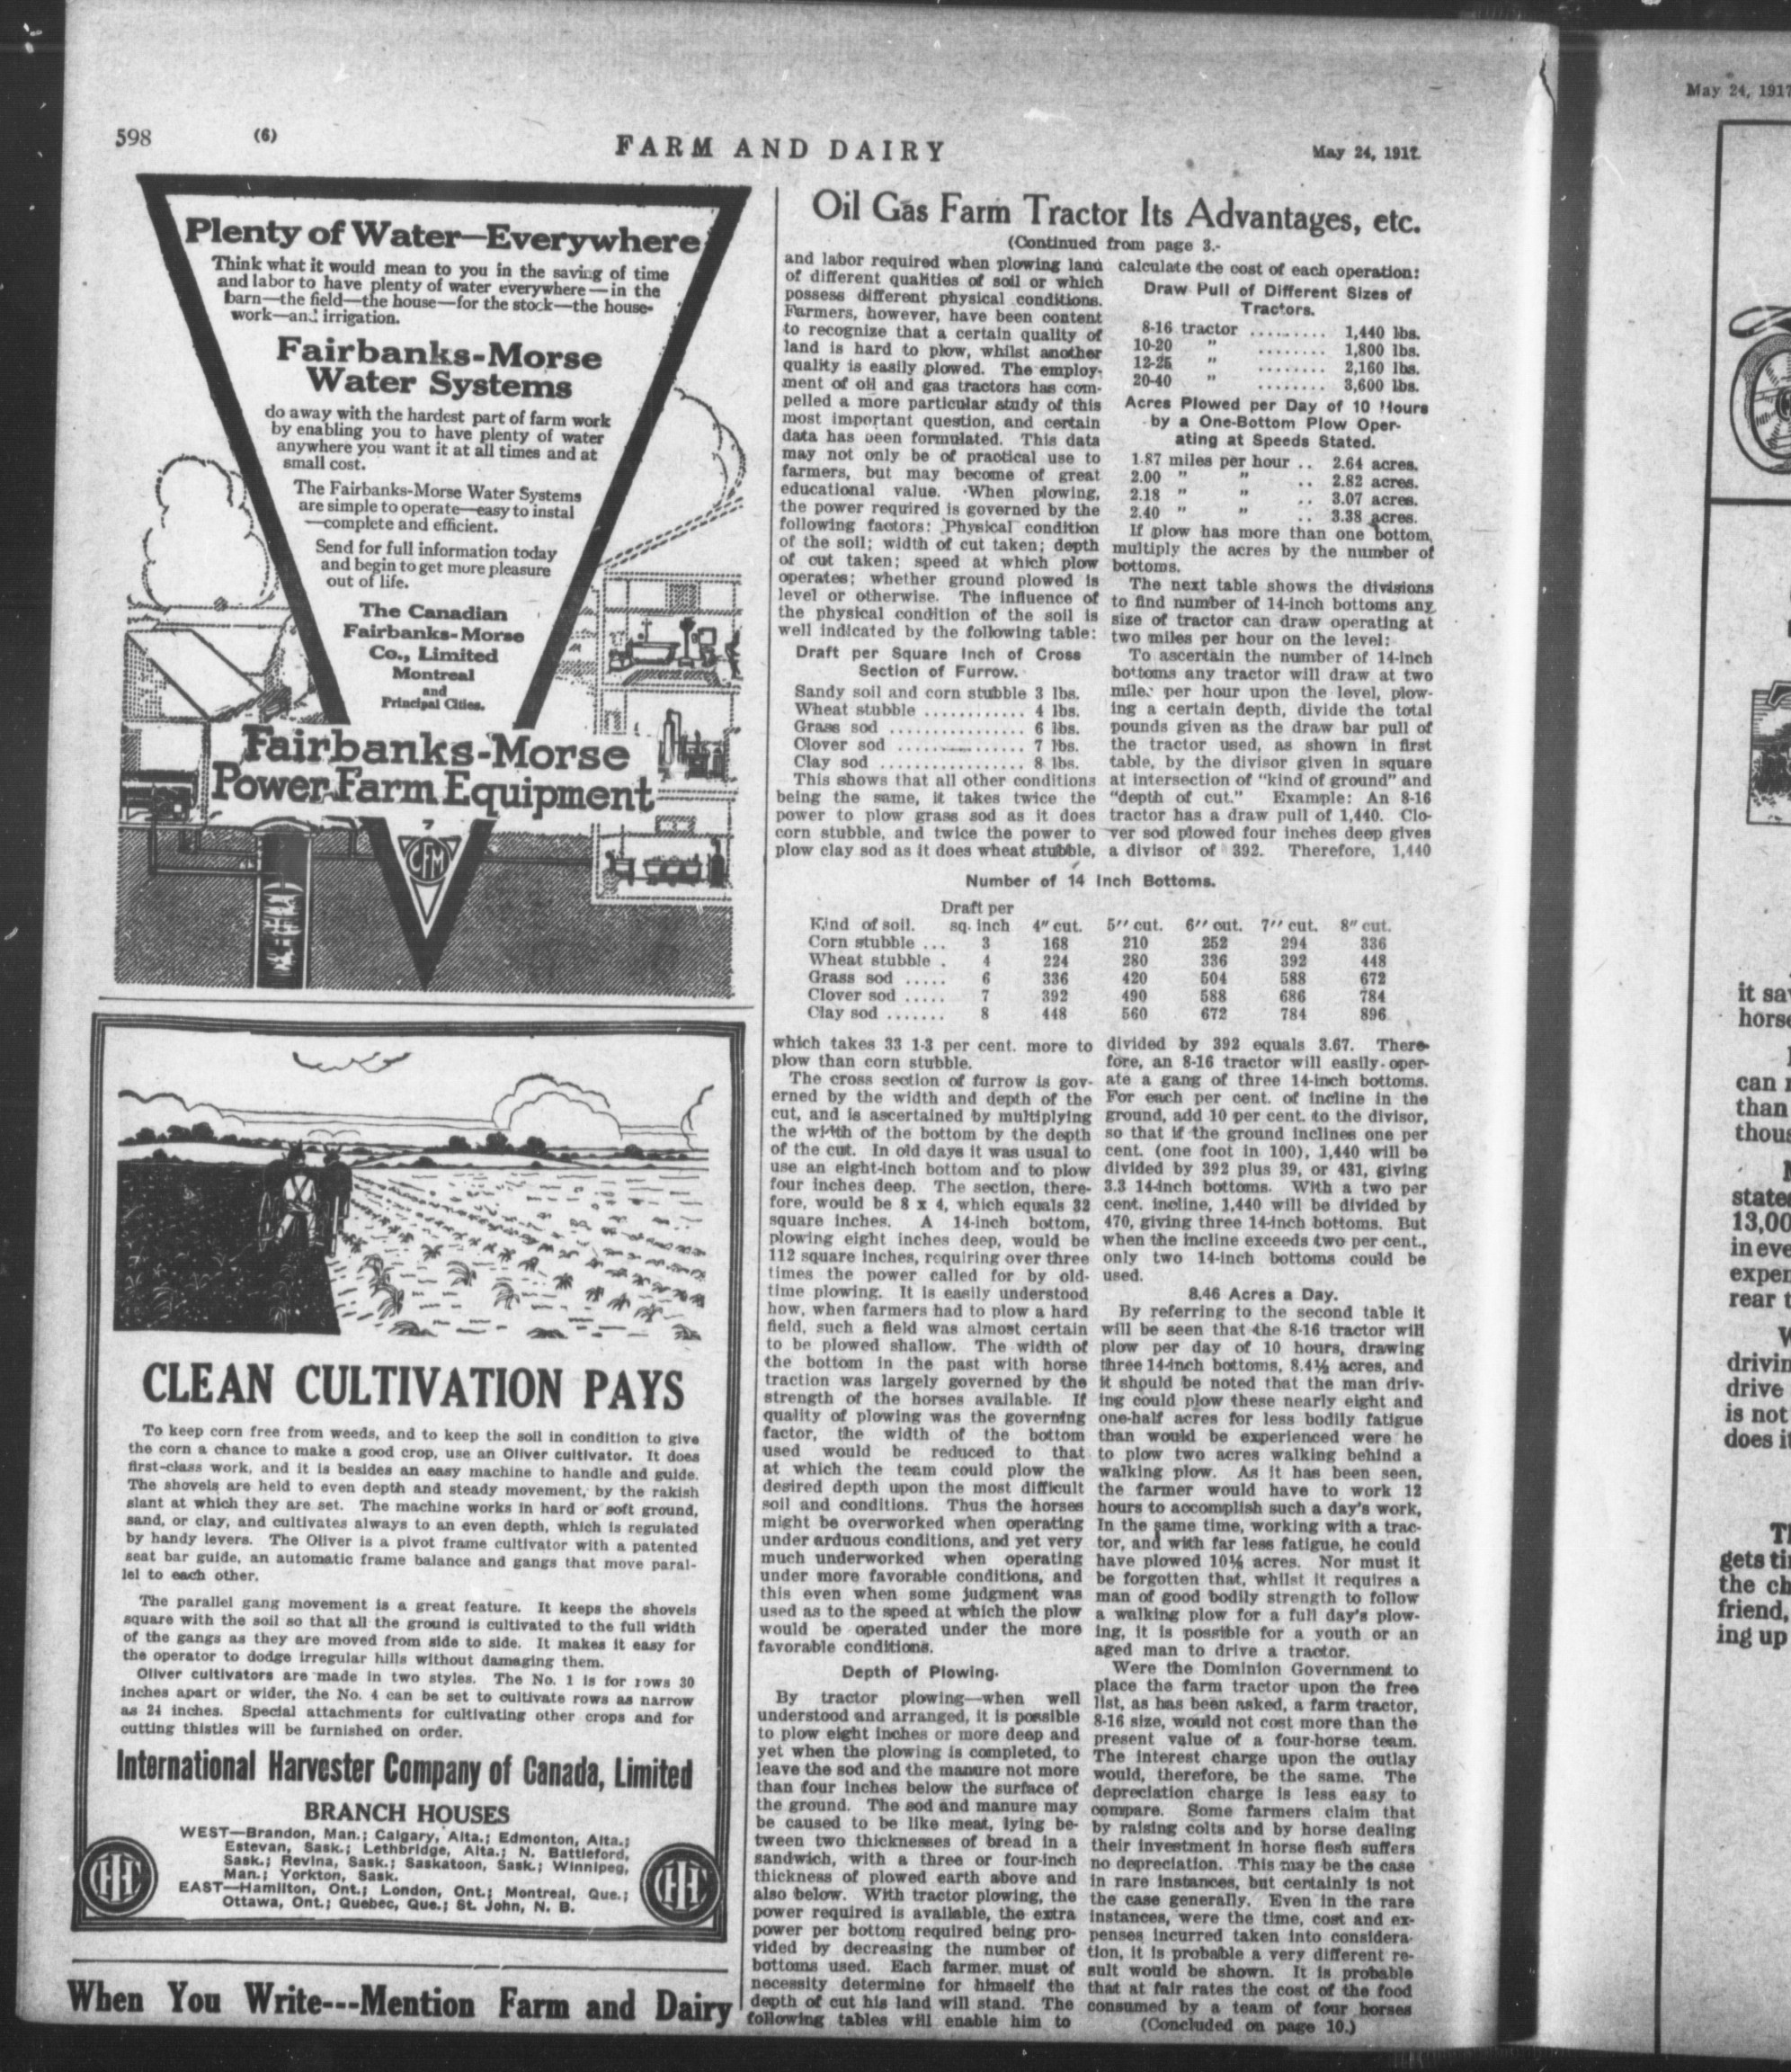 598 (6) FARM AND DAIRY May 24, 1917.
Plenty of Water—Everywhere
Think what it would mean to you in the saving of time
and labor to have plenty of water everywhere—in the
barn—the field—the house—for the stock—the house-
work—and irrigation.
Fairbanks-Morse
Water Systems
do away with the hardest part of farm work
by enabling you to have plenty of water
anywhere you want it at all times and at
small cost.
The Fairbanks-Morse Water Systems
are simple to operate—easy to instal
—complete and efficient.
Send for full information today
and begin to get more pleasure
out of life.
The Canadian
Fairbanks-Morse
Co., Limited
Montreal
and
Principal Cities.
Fairbanks-Morse
Power Farm Equipment
7
CFM
CLEAN CULTIVATION PAYS
To keep corn free from weeds, and to keep the soil in condition to give
the corn a chance to make a good crop, use an Oliver cultivator. It does
first-class work, and it is besides an easy machine to handle and guide.
The shovels are held to even depth and steady movement, by the rakish
slant at which they are set. The machine works in hard or soft ground,
sand, or clay, and cultivates always to an even depth, which is regulated
by handy levers. The Oliver is a pivot frame cultivator with a patented
seat bar guide, an automatic frame balance and gangs that move paral-
lel to each other.
The parallel gang movement is a great feature. It keeps the shovels
square with the soil so that all the ground is cultivated to the full width
of the gangs as they are moved from side to side. It makes it easy for
the operator to dodge irregular hills without damaging them.
Oliver cultivators are made in two styles. The No. 1 is for rows 30
inches apart or wider, the No. 4 can be set to cultivate rows as narrow
as 24 inches. Special attachments for cultivating other crops and for
cutting thistles will be furnished on order.
International Harvester Company of Canada, Limited
BRANCH HOUSES
WEST—Brandon, Man.; Calgary, Alta.; Edmonton, Alta.;
Estevan, Sask.; Lethbridge, Alta.; N. Battleford,
Sask.; Revina, Sask.; Saskatoon, Sask.; Winnipeg,
Man.; Yorkton, Sask.
EAST—Hamilton, Ont.; London, Ont.; Montreal, Que.;
Ottawa, Ont.; Quebec, Que.; St. John, N. B.
IHC
IHC
When You Write---Mention Farm and Dairy
Oil Gas Farm Tractor Its Advantages, etc.
(Continued from page 3.-
and labor required when plowing land
of different qualities of soil or which
possess different physical conditions.
Farmers, however, have been content
to recognize that a certain quality of
land is hard to plow, whilst another
quality is easily plowed. The employ-
ment of oil and gas tractors has com-
pelled a more particular study of this
most important question, and certain
data has been formulated. This data
may not only be of practical use to
farmers, but may become of great
educational value. When plowing,
the power required is governed by the
following factors: Physical condition
of the soil; width of cut taken; depth
of cut taken; speed at which plow
operates; whether ground plowed is
level or otherwise. The influence of
the physical condition of the soil is
well indicated by the following table:
Draft per Square Inch of Cross
Section of Furrow.
Sandy soil and corn stubble 3 lbs.
Wheat stubble ............ 4 lbs.
Grass sod ................ 6 lbs.
Clover sod ............... 7 lbs.
Clay sod ................. 8 lbs.
This shows that all other conditions
being the same, it takes twice the
power to plow grass sod as it does
corn stubble, and twice the power to
plow clay sod as it does wheat stubble,
calculate the cost of each operation:
Draw Pull of Different Sizes of
Tractors.
8-16 tractor ......... 1,440 lbs.
10-20 " ........ 1,800 lbs.
12-25 " ........ 2,160 lbs.
20-40 " ........ 3,600 lbs.
Acres Plowed per Day of 10 Hours
by a One-Bottom Plow Oper-
ating at Speeds Stated.
1.87 miles per hour .. 2.64 acres.
2.00 " " .. 2.82 acres.
2.18 " " .. 3.07 acres.
2.40 " " .. 3.38 acres.
If plow has more than one bottom,
multiply the acres by the number of
bottoms.
The next table shows the divisions
to find number of 14-inch bottoms any
size of tractor can draw operating at
two miles per hour on the level:
To ascertain the number of 14-inch
bottoms any tractor will draw at two
miles per hour upon the level, plow-
ing a certain depth, divide the total
pounds given as the draw bar pull of
the tractor used, as shown in first
table, by the divisor given in square
at intersection of "kind of ground" and
"depth of cut." Example: An 8-16
tractor has a draw pull of 1,440. Clo-
ver sod plowed four inches deep gives
a divisor of 392. Therefore, 1,440
Number of 14 Inch Bottoms.
Draft per
Kind of soil. sq. inch 4" cut. 5" cut. 6" cut. 7" cut. 8" cut.
Corn stubble ... 3 168 210 252 294 336
Wheat stubble . 4 224 280 336 392 448
Grass sod ..... 6 336 420 504 588 672
Clover sod ..... 7 392 490 588 686 784
Clay sod ....... 8 448 560 672 784 896
which takes 33 1-3 per cent. more to
plow than corn stubble.
The cross section of furrow is gov-
erned by the width and depth of the
cut, and is ascertained by multiplying
the width of the bottom by the depth
of the cut. In old days it was usual to
use an eight-inch bottom and to plow
four inches deep. The section, there-
fore, would be 8 x 4, which equals 32
square inches. A 14-inch bottom,
plowing eight inches deep, would be
112 square inches, requiring over three
times the power called for by old-
time plowing. It is easily understood
how, when farmers had to plow a hard
field, such a field was almost certain
to be plowed shallow. The width of
the bottom in the past with horse
traction was largely governed by the
strength of the horses available. If
quality of plowing was the governing
factor, the width of the bottom
used would be reduced to that
at which the team could plow the
desired depth upon the most difficult
soil and conditions. Thus the horses
might be overworked when operating
under arduous conditions, and yet very
much underworked when operating
under more favorable conditions, and
this even when some judgment was
used as to the speed at which the plow
would be operated under the more
favorable conditions.
Depth of Plowing.
By tractor plowing—when well
understood and arranged, it is possible
to plow eight inches or more deep and
yet when the plowing is completed, to
leave the sod and the manure not more
than four inches below the surface of
the ground. The sod and manure may
be caused to be like meat, lying be-
tween two thicknesses of bread in a
sandwich, with a three or four-inch
thickness of plowed earth above and
also below. With tractor plowing, the
power required is available, the extra
power per bottom required being pro-
vided by decreasing the number of
bottoms used. Each farmer must of
necessity determine for himself the
depth of cut his land will stand. The
following tables will enable him to
divided by 392 equals 3.67. There-
fore, an 8-16 tractor will easily oper-
ate a gang of three 14-inch bottoms.
For each per cent. of incline in the
ground, add 10 per cent. to the divisor,
so that if the ground inclines one per
cent. (one foot in 100), 1,440 will be
divided by 392 plus 39, or 431, giving
3.3 14-inch bottoms. With a two per
cent. incline, 1,440 will be divided by
470, giving three 14-inch bottoms. But
when the incline exceeds two per cent.,
only two 14-inch bottoms could be
used.
8.46 Acres a Day.
By referring to the second table it
will be seen that the 8-16 tractor will
plow per day of 10 hours, drawing
three 14-inch bottoms, 8.4½ acres, and
it should be noted that the man driv-
ing could plow these nearly eight and
one-half acres for less bodily fatigue
than would be experienced were he
to plow two acres walking behind a
walking plow. As it has been seen,
the farmer would have to work 12
hours to accomplish such a day's work.
In the same time, working with a trac-
tor, and with far less fatigue, he could
have plowed 10⅛ acres. Nor must it
be forgotten that, whilst it requires a
man of good bodily strength to follow
a walking plow for a full day's plow-
ing, it is possible for a youth or an
aged man to drive a tractor.
Were the Dominion Government to
place the farm tractor upon the free
list, as has been asked, a farm tractor,
8-16 size, would not cost more than the
present value of a four-horse team.
The interest charge upon the outlay
would, therefore, be the same. The
depreciation charge is less easy to
compare. Some farmers claim that
by raising colts and by horse dealing
their investment in horse flesh suffers
no depreciation. This may be the case
in rare instances, but certainly is not
the case generally. Even in the rare
instances, were the time, cost and ex-
penses incurred taken into considera-
tion, it is probable a very different re-
sult would be shown. It is probable
that at fair rates the cost of the food
consumed by a team of four horses
(Concluded on page 10.)
May 24, 1917
it sa
horse
can
than
thous
state
13,00
in eve
exper
rear t
drivin
drive
is not
does it
gets ti
the ch
friend,
ing up